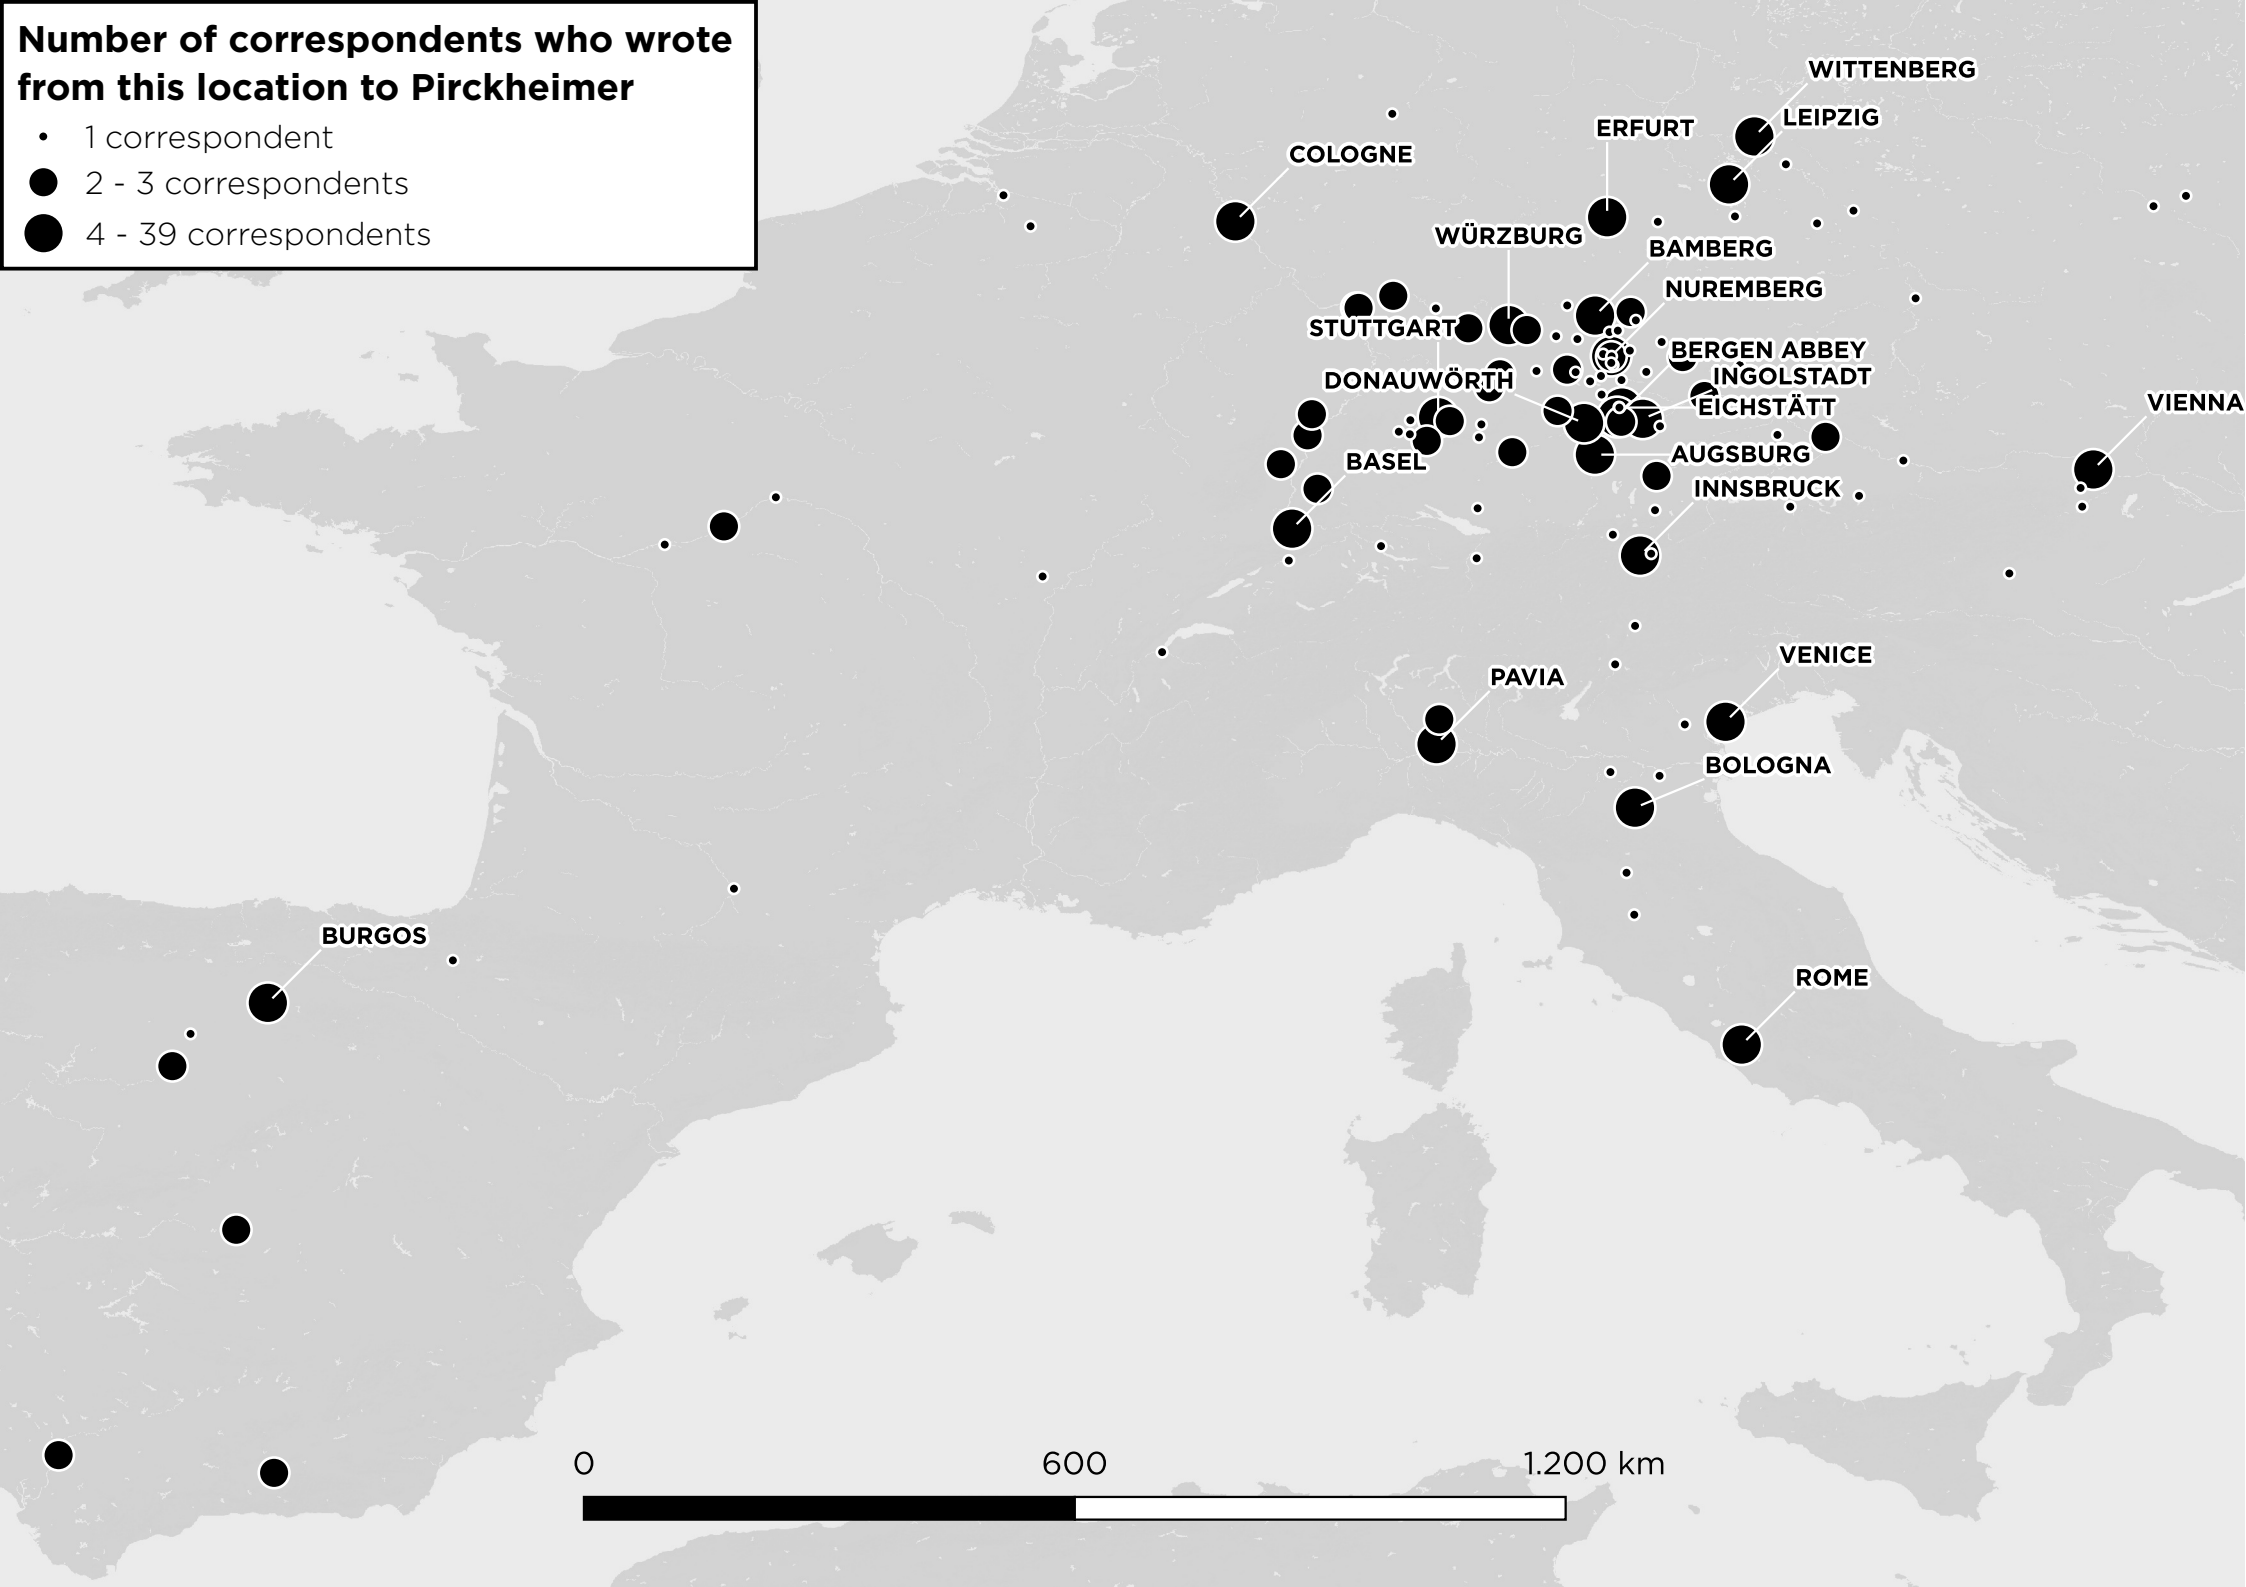 Number of correspondents who wrote
from this location to Pirckheimer
1 correspondent
2 - 3 correspondents
4 - 39 correspondents
WITTENBERG
LEIPZIG
ERFURT
COLOGNE
WÜRZBURG
BAMBERG
NUREMBERG
STUTTGART
BERGEN ABBEY
DONAUWÖRTH
INGOLSTADT
EICHSTÄTT
VIENNA
AUGSBURG
BASEL
INNSBRUCK
VENICE
PAVIA
BOLOGNA
BURGOS
ROME
0
600
1.200 km